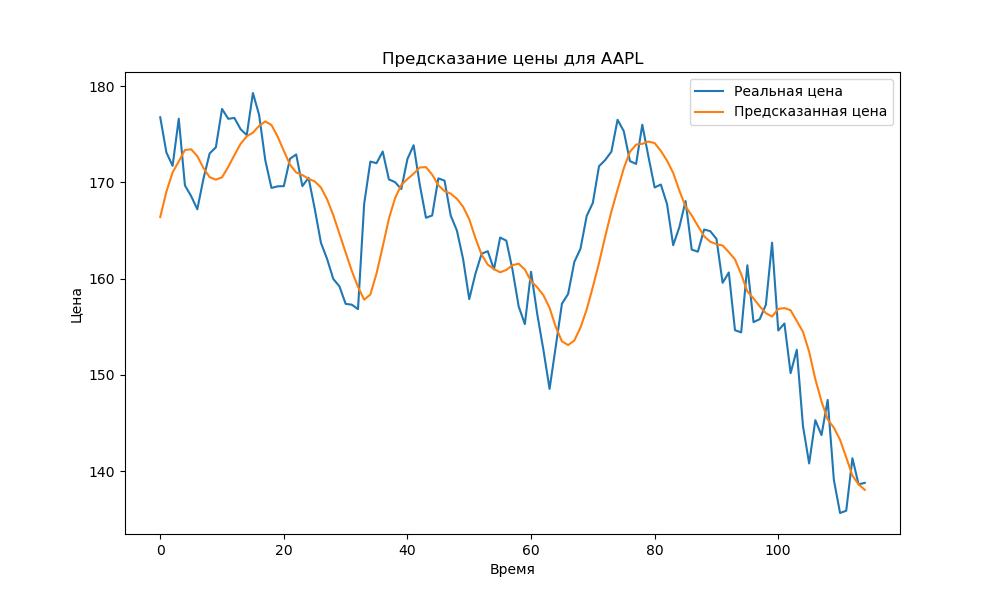 Предсказание цены для AAPL
Реальная цена
Предсказанная цена
180
170
160
150
140
Цена
0 20 40 60 80 100
Время